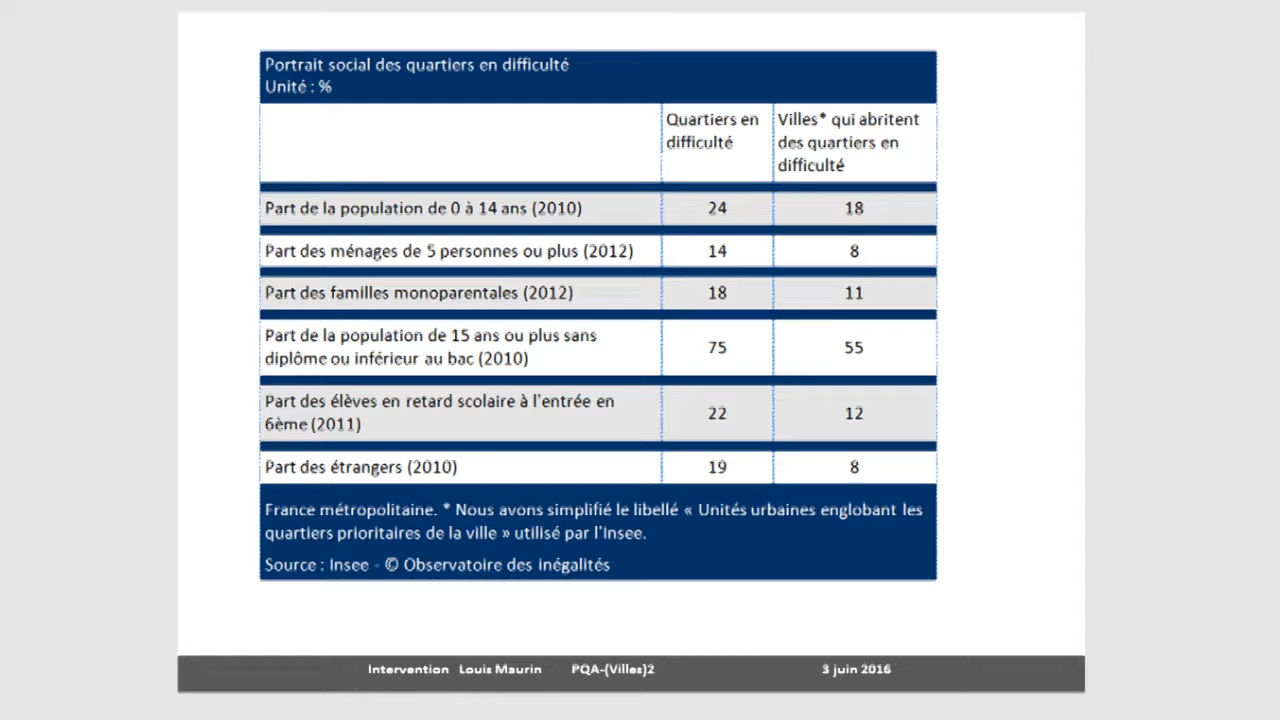 Portrait social des quartiers en difficulté
Unité : %
Quartiers en
difficulté
Villes* qui abritent
des quartiers en
difficulté
Part de la population de 0 à 14 ans (2010) 24 18
Part des ménages de 5 personnes ou plus (2012) 14 8
Part des familles monoparentales (2012) 18 11
Part de la population de 15 ans ou plus sans
diplôme ou inférieur au bac (2010) 75 55
Part des élèves en retard scolaire à l'entrée en
6ème (2011) 22 12
Part des étrangers (2010) 19 8
France métropolitaine. * Nous avons simplifié le libellé « Unités urbaines englobant les
quartiers prioritaires de la ville » utilisé par l'Insee.
Source : Insee - © Observatoire des inégalités
Intervention Louis Maurin PQA-(Villes)2 3 juin 2016